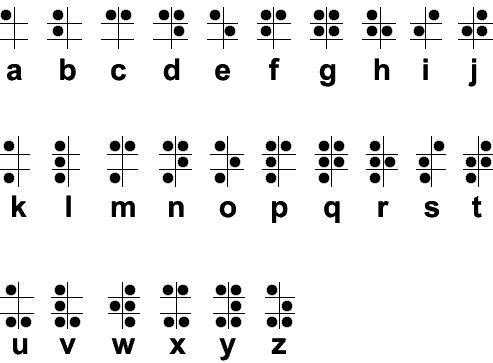 a b c d e f g h i j
k l m n o p q r s t
u v w x y z